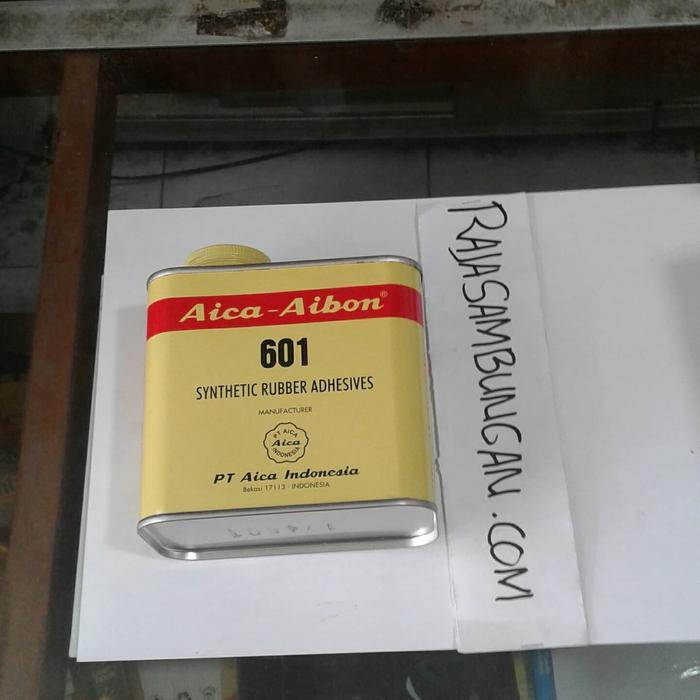 Aica-Aibon®
601
SYNTHETIC RUBBER ADHESIVES
MANUFACTURER
PT AICA
Aica
INDONESIA
PT Aica Indonesia
Bekasi 17113 - INDONESIA
RAJASAMBUNGAN.COM